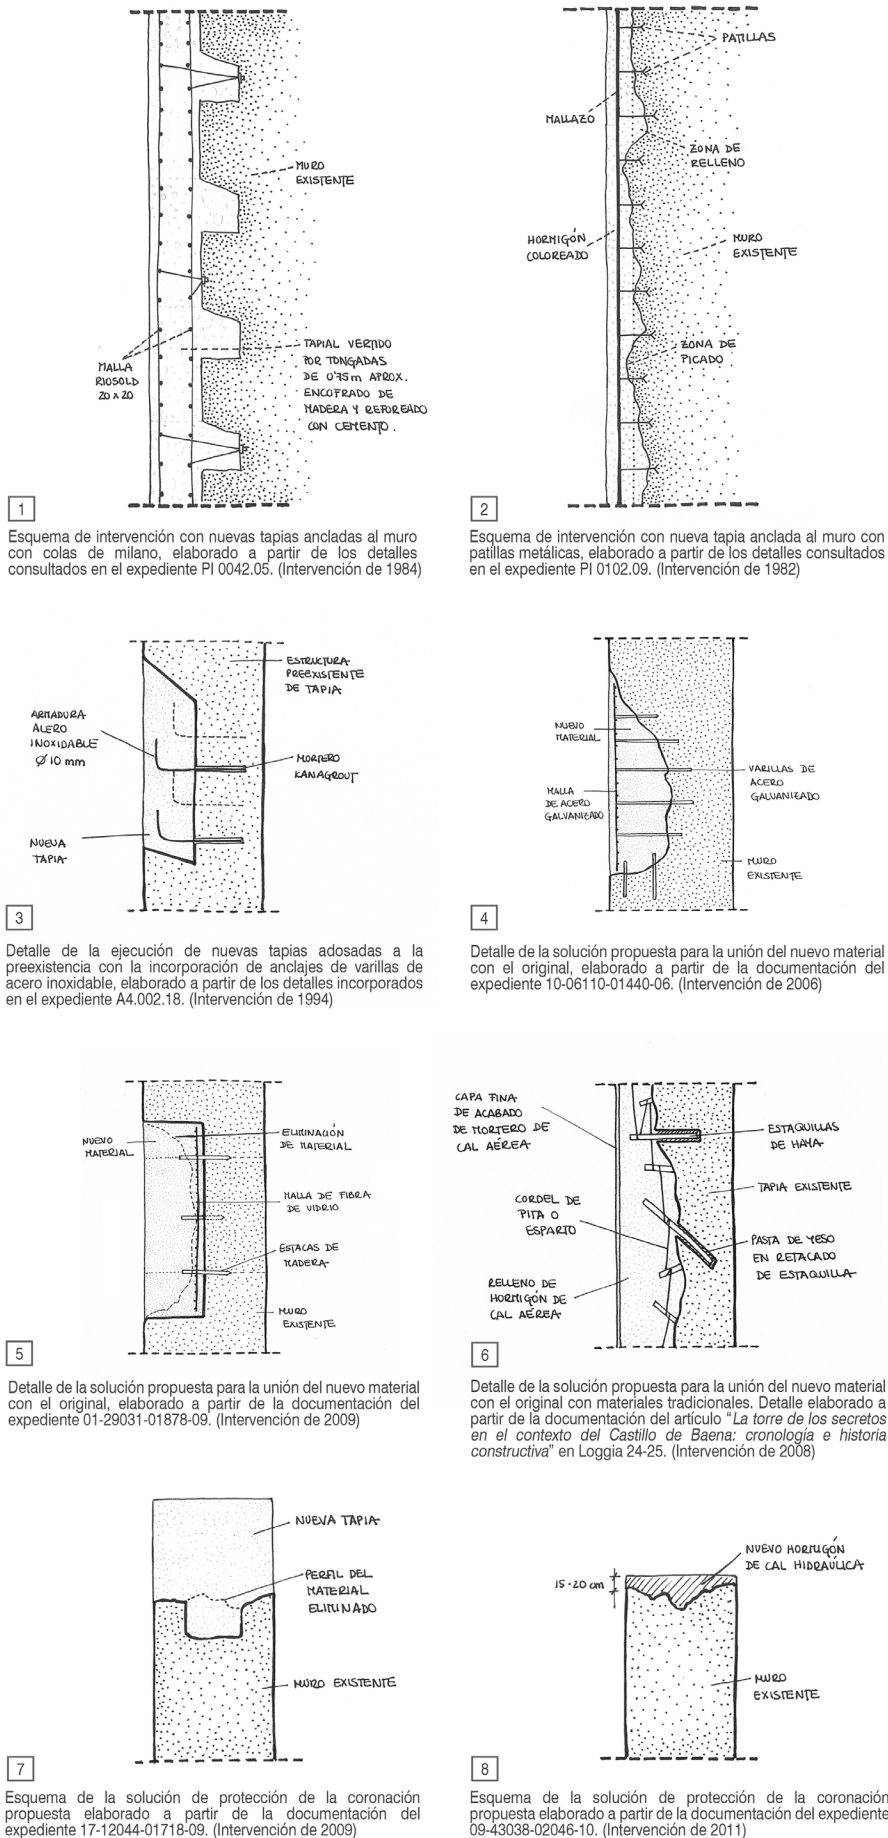 PATILLAS
MALLAZO
ZONA DE
RELLENO
MURO
EXISTENTE
HORMIGÓN
COLOREADO
MURO
EXISTENTE
TAPIAL VERTIDO
POR TONGADAS
DE 0'75m APROX.
ENCOFRADO DE
MADERA Y REFOREADO
CON CEMENTO.
MALLA
RIOSOLD
20 x 20
ZONA DE
PICADO
1
Esquema de intervención con nuevas tapias ancladas al muro
con colas de milano, elaborado a partir de los detalles
consultados en el expediente PI 0042.05. (Intervención de 1984)
2
Esquema de intervención con nueva tapia anclada al muro con
patillas metálicas, elaborado a partir de los detalles consultados
en el expediente PI 0102.09. (Intervención de 1982)
ESTRUCTURA
PREEXISTENTE
DE TAPIA
ARMADURA
ALERO
INOXIDABLE
Ø 10 mm
MORTERO
KANAGROUT
NUEVA
TAPIA
3
Detalle de la ejecución de nuevas tapias adosadas a la
preexistencia con la incorporación de anclajes de varillas de
acero inoxidable, elaborado a partir de los detalles incorporados
en el expediente A4.002.18. (Intervención de 1994)
NUEVO
MATERIAL
MALLA
DE ACERO
GALVANIZADO
VARILLAS DE
ACERO
GALVANIZADO
MURO
EXISTENTE
4
Detalle de la solución propuesta para la unión del nuevo material
con el original, elaborado a partir de la documentación del
expediente 10-06110-01440-06. (Intervención de 2006)
NUEVO
MATERIAL
ELIMINACIÓN
DE MATERIAL
MALLA DE FIBRA
DE VIDRIO
ESTACAS DE
MADERA
MURO
EXISTENTE
5
Detalle de la solución propuesta para la unión del nuevo material
con el original, elaborado a partir de la documentación del
expediente 01-29031-01878-09. (Intervención de 2009)
CAPA FINA
DE ACABADO
DE MORTERO DE
CAL AÉREA
CORDEL DE
PITA O
ESPARTO
RELLENO DE
HORMIGÓN DE
CAL AÉREA
ESTAQUILLAS
DE HAYA
TAPIA EXISTENTE
PASTA DE YESO
EN RETACADO
DE ESTAQUILLA
6
Detalle de la solución propuesta para la unión del nuevo material
con el original con materiales tradicionales. Detalle elaborado a
partir de la documentación del artículo “La torre de los secretos
en el contexto del Castillo de Baena: cronología e historia
constructiva” en Loggia 24-25. (Intervención de 2008)
NUEVA TAPIA
PERFIL DEL
MATERIAL
ELIMINADO
MURO EXISTENTE
7
Esquema de la solución de protección de la coronación
propuesta elaborado a partir de la documentación del
expediente 17-12044-01718-09. (Intervención de 2009)
NUEVO HORMIGÓN
DE CAL HIDRAÚLICA
15-20 cm
MURO
EXISTENTE
8
Esquema de la solución de protección de la coronación
propuesta elaborado a partir de la documentación del expediente
09-43038-02046-10. (Intervención de 2011)